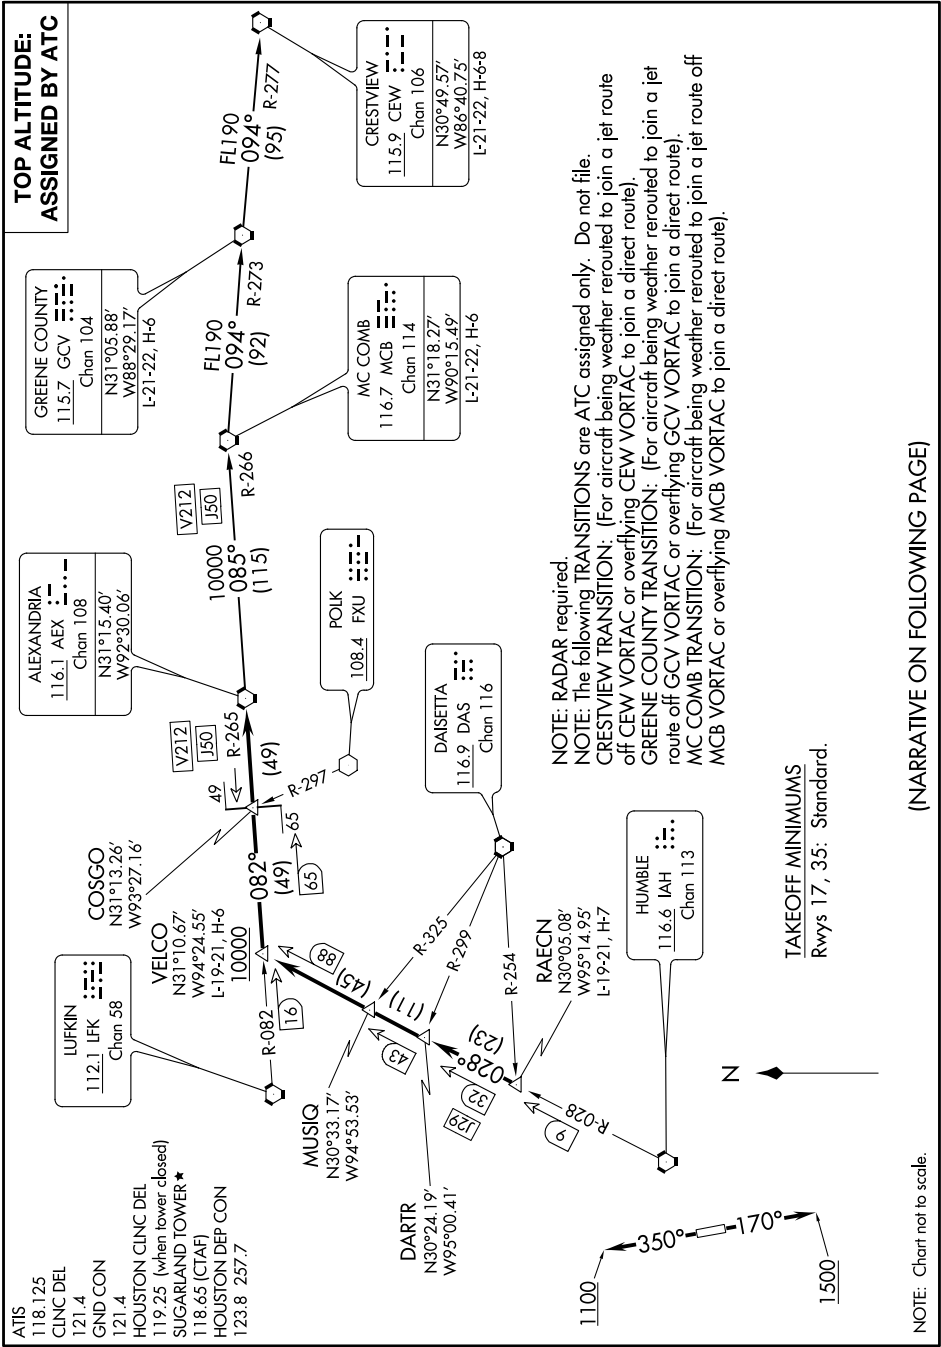 TOP ALTITUDE:
ASSIGNED BY ATC
ATIS
118.125
CLNC DEL
121.4
GND CON
121.4
HOUSTON CLNC DEL
119.25 (when tower closed)
SUGARLAND TOWER★
118.65 (CTAF)
HOUSTON DEP CON
123.8 257.7
LUFKIN
112.1 LFK
Chan 58
VELCO
N31°10.67'
W94°24.55'
L-19-21, H-6
10000
COSGO
N31°13.26'
W93°27.16'
ALEXANDRIA
116.1 AEX
Chan 108
N31°15.40'
W92°30.06'
GREENE COUNTY
115.7 GCV
Chan 104
N31°05.88'
W88°29.17'
L-21-22, H-6
MC COMB
116.7 MCB
Chan 114
N31°18.27'
W90°15.49'
L-21-22, H-6
CRESTVIEW
115.9 CEW
Chan 106
N30°49.57'
W86°40.75'
L-21-22, H-6-8
POLK
108.4 FXU
DAISETTA
116.9 DAS
Chan 116
HUMBLE
116.6 IAH
Chan 113
RAECN
N30°05.08'
W95°14.95'
L-19-21, H-7
DARTR
N30°24.19'
W95°00.41'
MUSIQ
N30°33.17'
W94°53.53'
R-028
9
028°
(23)
32
J29
R-254
R-299
R-325
(11)
43
(45)
88
R-082
16
082°
(49)
65
65
49
R-297
(49)
R-265
V212
J50
10000
085°
(115)
V212
J50
R-266
FL190
094°
(92)
R-273
FL190
094°
(95)
R-277
NOTE: RADAR required.
NOTE: The following TRANSITIONS are ATC assigned only. Do not file.
CRESTVIEW TRANSITION: (For aircraft being weather rerouted to join a jet route
off CEW VORTAC or overflying CEW VORTAC to join a direct route).
GREENE COUNTY TRANSITION: (For aircraft being weather rerouted to join a jet
route off GCV VORTAC or overflying GCV VORTAC to join a direct route).
MC COMB TRANSITION: (For aircraft being weather rerouted to join a jet route off
MCB VORTAC or overflying MCB VORTAC to join a direct route).
TAKEOFF MINIMUMS
Rwys 17, 35: Standard.
N
1100
350°
170°
1500
(NARRATIVE ON FOLLOWING PAGE)
NOTE: Chart not to scale.